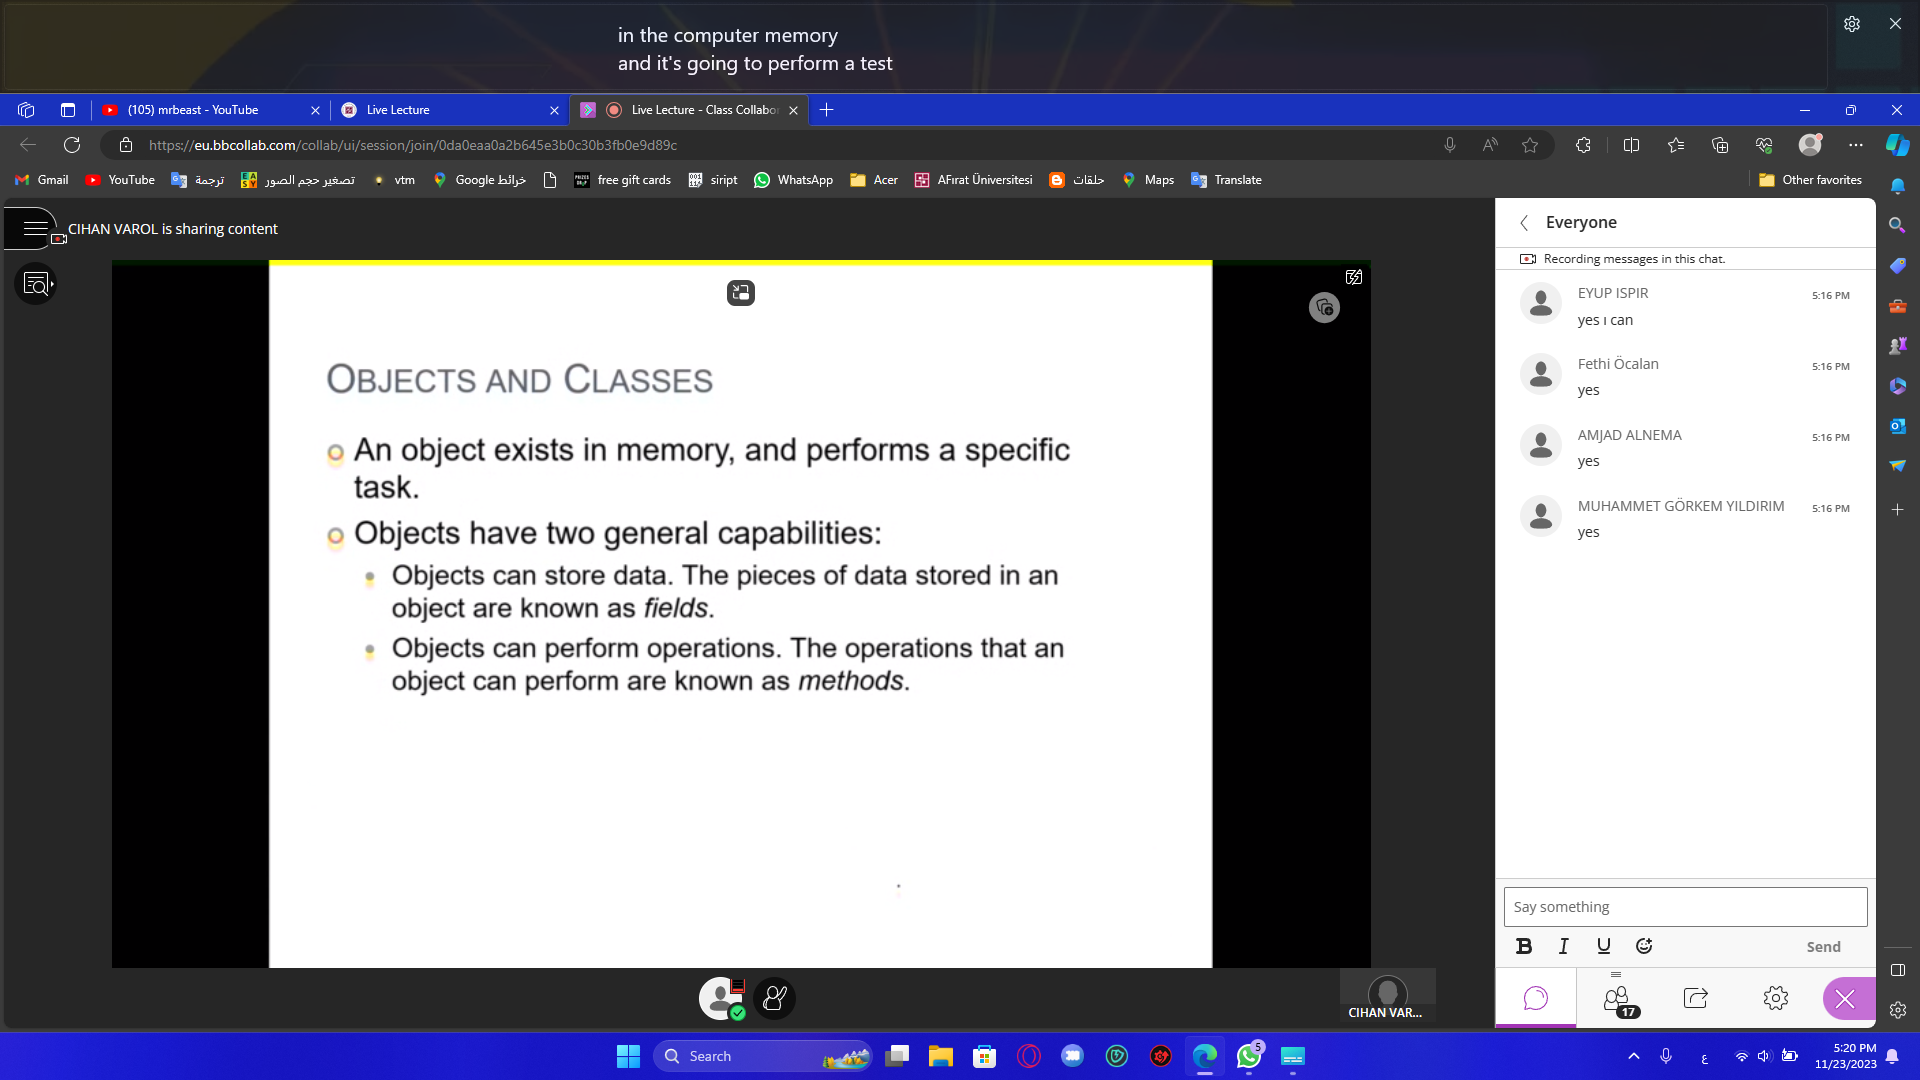 in the computer memory
and it's going to perform a test
(105) mrbeast - YouTube
Live Lecture
Live Lecture - Class Collabo
https://eu.bbcollab.com/collab/ui/session/join/0da0eaa0a2b645e3b0c30b3fb0e9d89c
Gmail
YouTube
ترجمة
تصغير حجم الصور
vtm
خرائط Google
free gift cards
siript
WhatsApp
Acer
AFırat Üniversitesi
حلقات
Maps
Translate
Other favorites
CIHAN VAROL is sharing content
OBJECTS AND CLASSES
An object exists in memory, and performs a specific
task.
Objects have two general capabilities:
Objects can store data. The pieces of data stored in an
object are known as fields.
Objects can perform operations. The operations that an
object can perform are known as methods.
CIHAN VAR...
Everyone
Recording messages in this chat.
EYUP ISPIR
5:16 PM
yes ı can
Fethi Öcalan
5:16 PM
yes
AMJAD ALNEMA
5:16 PM
yes
MUHAMMET GÖRKEM YILDIRIM
5:16 PM
yes
Say something
B I U
Send
17
Search
5
ع
5:20 PM
11/23/2023